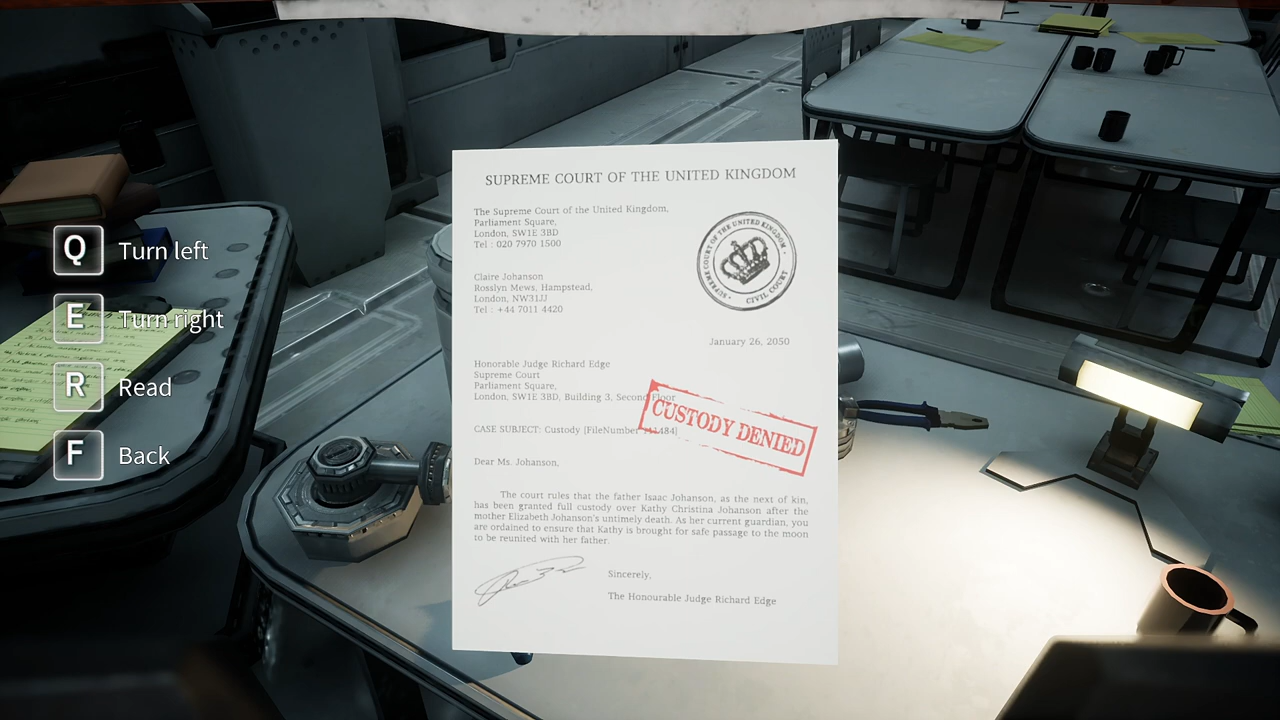 SUPREME COURT OF THE UNITED KINGDOM
The Supreme Court of the United Kingdom,
Parliament Square,
London, SW1E 3BD
Tel : 020 7970 1500
SUPREME COURT OF THE UNITED KINGDOM
CIVIL COURT
Claire Johanson
Rosslyn Mews, Hampstead,
London, NW31JJ
Tel : +44 7011 4420
January 26, 2050
Honorable Judge Richard Edge
Supreme Court
Parliament Square,
London, SW1E 3BD, Building 3, Second Floor
CUSTODY DENIED
CASE SUBJECT: Custody [FileNumber
Dear Ms. Johanson,
The court rules that the father Isaac Johanson, as the next of kin,
has been granted full custody over Kathy Christina Johanson after the
mother Elizabeth Johanson's untimely death. As her current guardian, you
are ordained to ensure that Kathy is brought for safe passage to the moon
to be reunited with her father.
Sincerely,
The Honourable Judge Richard Edge
Q Turn left
E Turn right
R Read
F Back